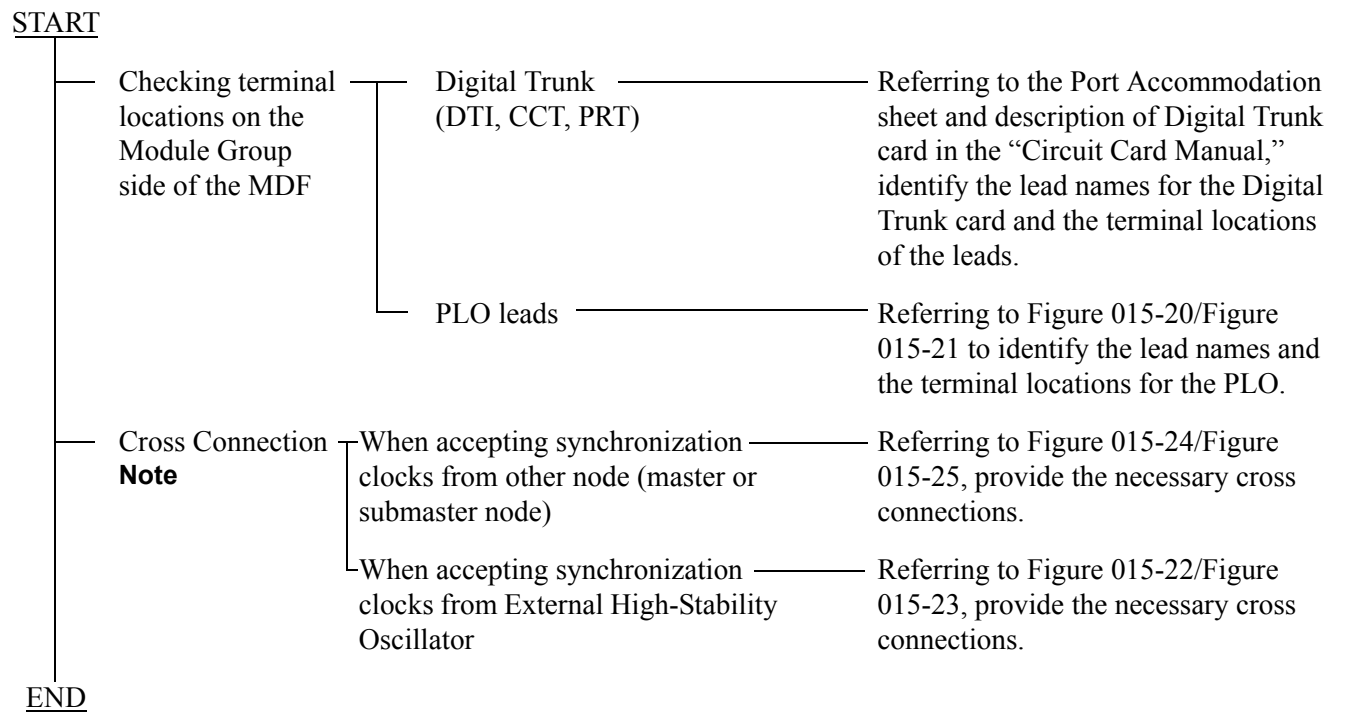 START
Checking terminal
locations on the
Module Group
side of the MDF
Digital Trunk
(DTI, CCT, PRT)
Referring to the Port Accommodation
sheet and description of Digital Trunk
card in the “Circuit Card Manual,”
identify the lead names for the Digital
Trunk card and the terminal locations
of the leads.
PLO leads
Referring to Figure 015-20/Figure
015-21 to identify the lead names and
the terminal locations for the PLO.
Cross Connection
Note
When accepting synchronization
clocks from other node (master or
submaster node)
Referring to Figure 015-24/Figure
015-25, provide the necessary cross
connections.
When accepting synchronization
clocks from External High-Stability
Oscillator
Referring to Figure 015-22/Figure
015-23, provide the necessary cross
connections.
END